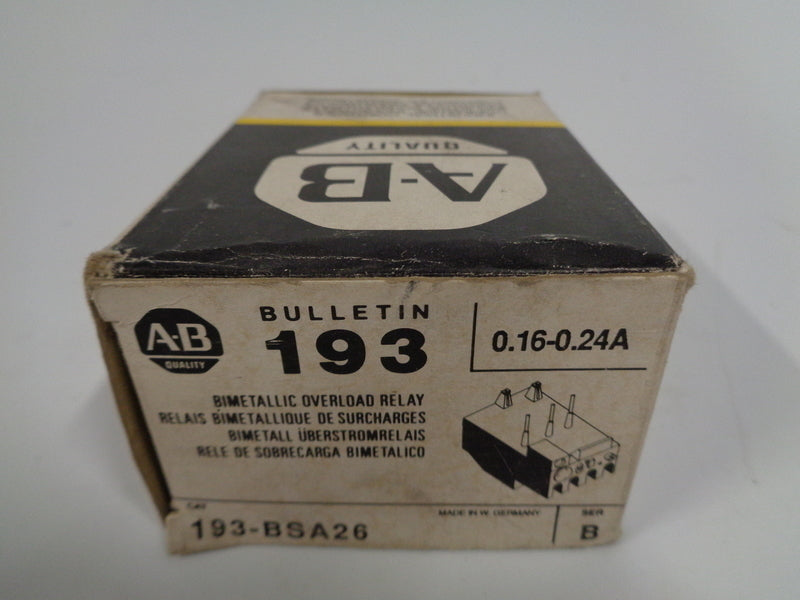 QUALITY
A-B
A-B
QUALITY
BULLETIN
193
0.16-0.24A
BIMETALLIC OVERLOAD RELAY
RELAIS BIMETALLIQUE DE SURCHARGES
BIMETALL ÜBERSTROMRELAIS
RELE DE SOBRECARGA BIMETALICO
CAT
193-BSA26
MADE IN W. GERMANY
SER
B